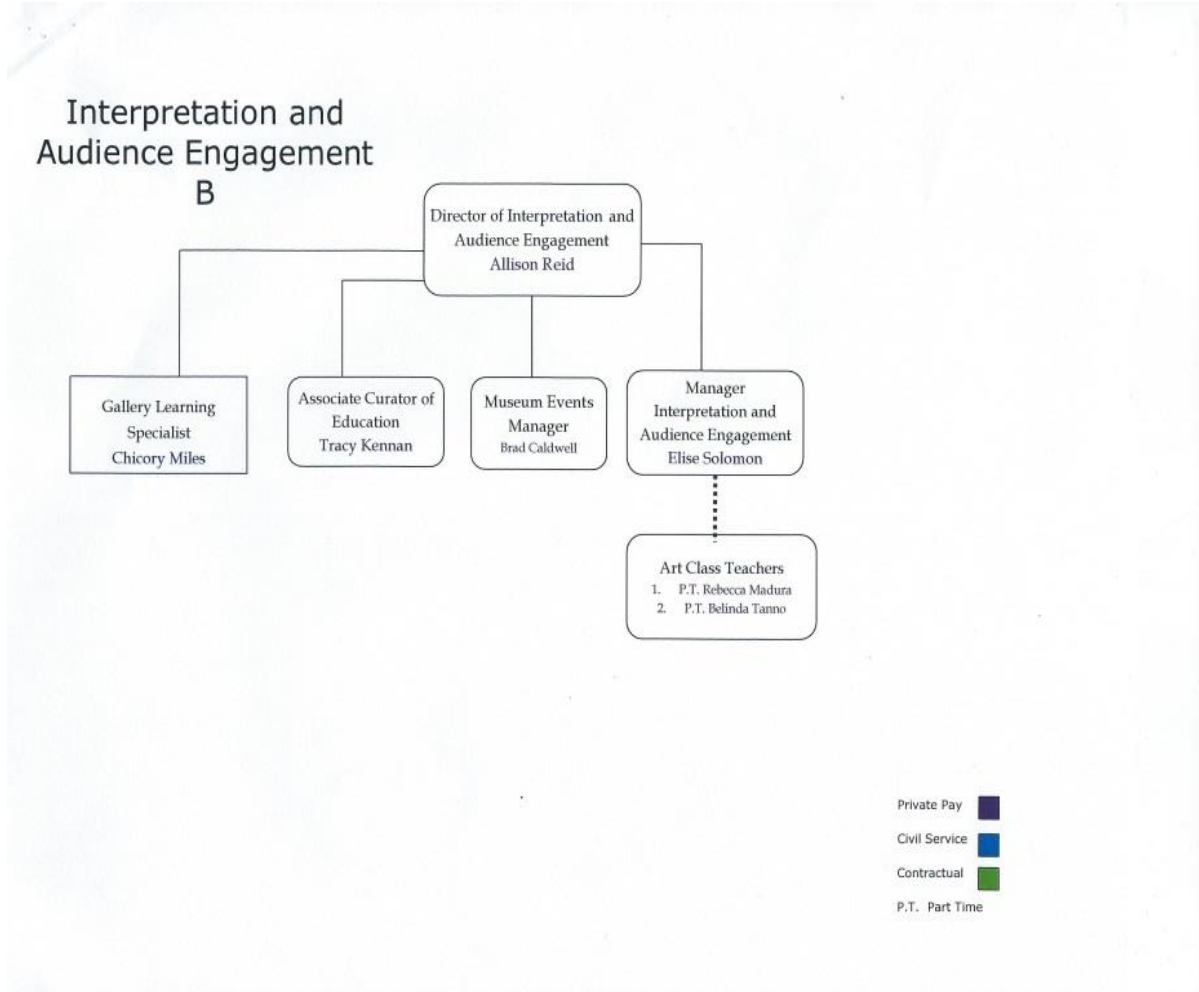 Interpretation and
Audience Engagement
B
Director of Interpretation and
Audience Engagement
Allison Reid
Gallery Learning
Specialist
Chicory Miles
Associate Curator of
Education
Tracy Kennan
Museum Events
Manager
Brad Caldwell
Manager
Interpretation and
Audience Engagement
Elise Solomon
Art Class Teachers
1. P.T. Rebecca Madura
2. P.T. Belinda Tanno
Private Pay
Civil Service
Contractual
P.T. Part Time